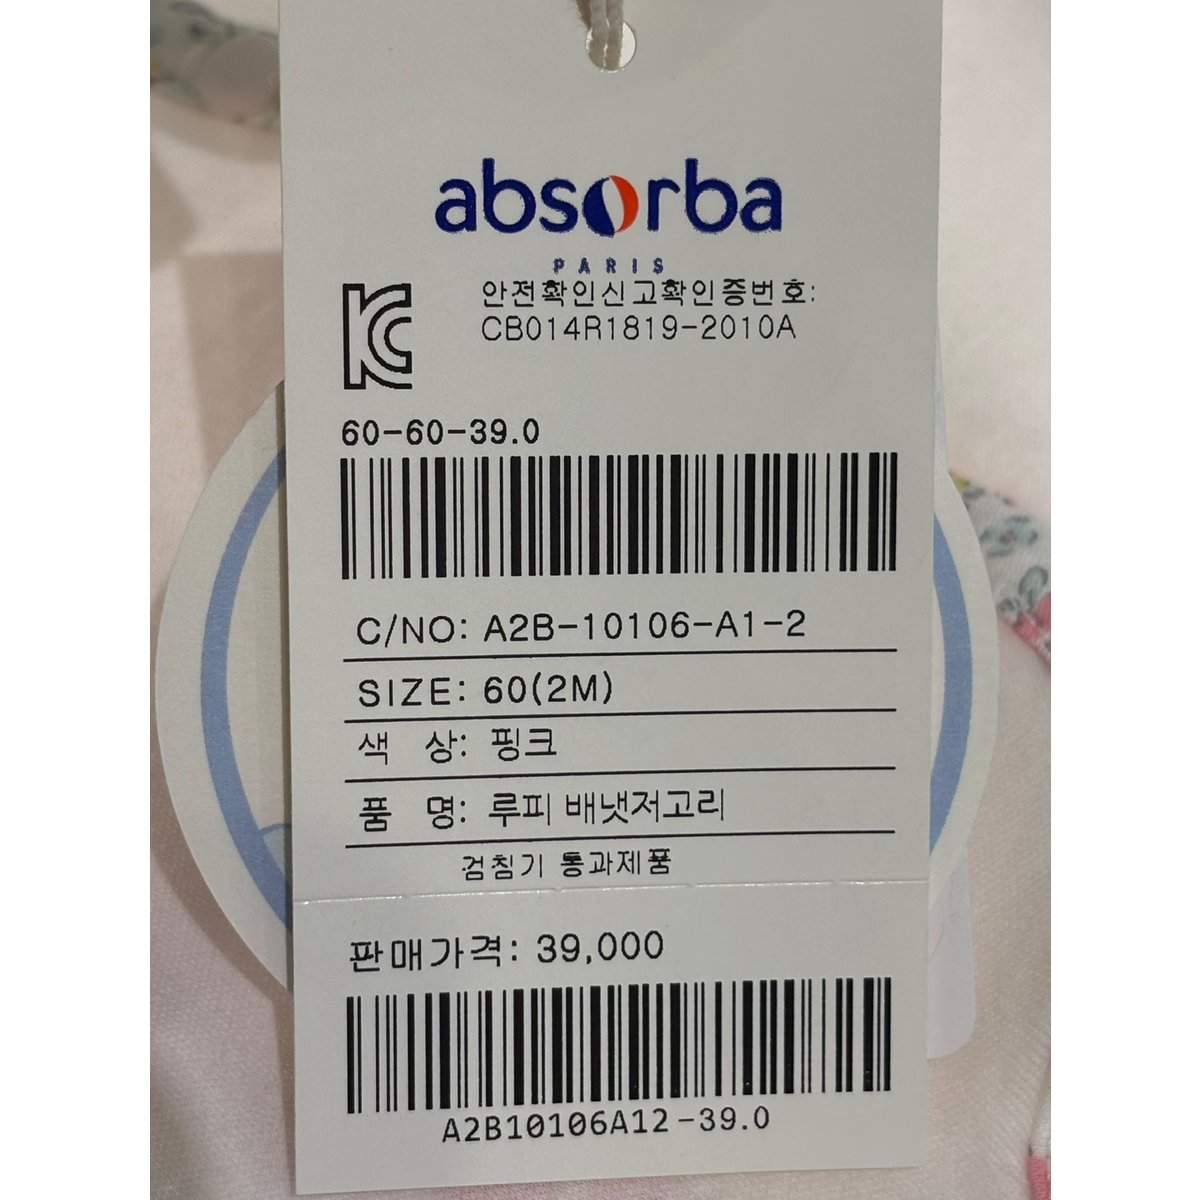 absorba
PARIS
KC
안전확인신고확인증번호:
CB014R1819-2010A
60-60-39.0
C/NO: A2B-10106-A1-2
SIZE: 60(2M)
색 상: 핑크
품 명: 루피 배냇저고리
검침기 통과제품
판매가격: 39,000
A2B10106A12-39.0